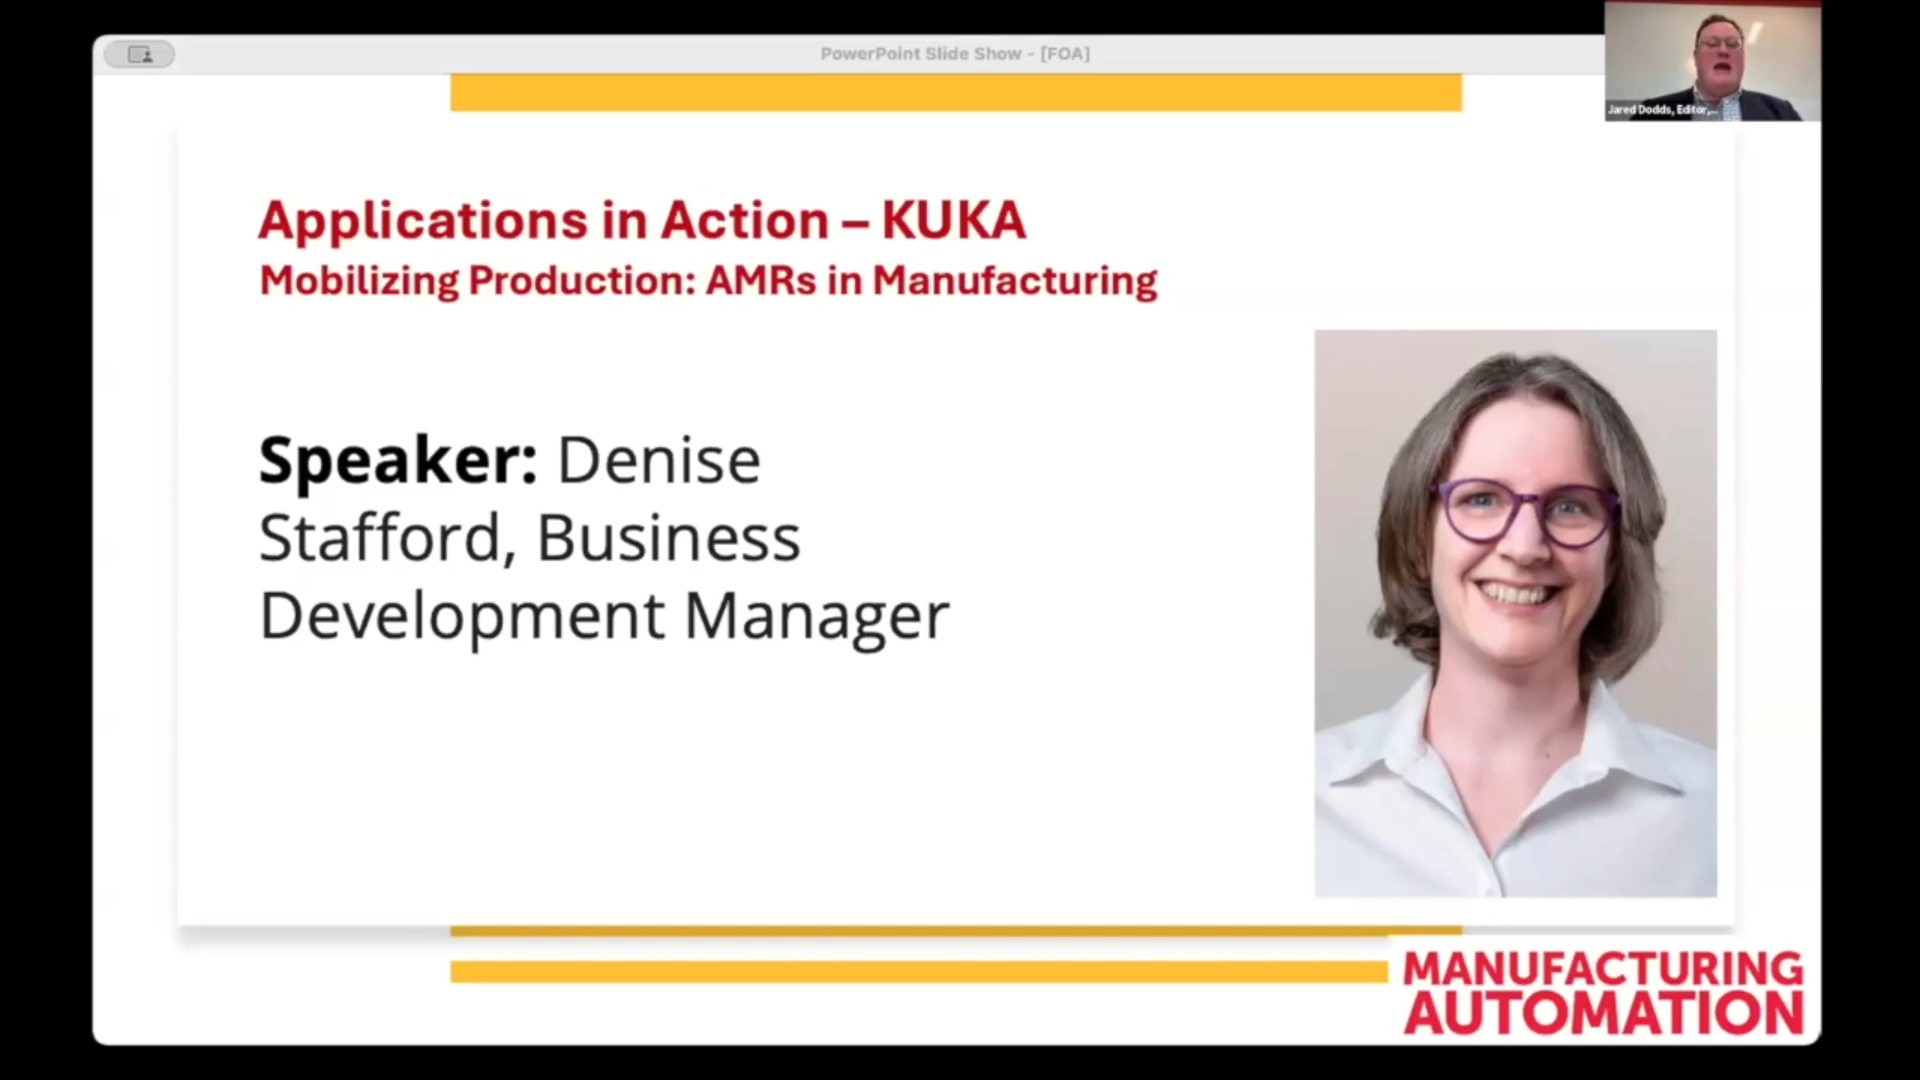 PowerPoint Slide Show - [FOA]
Jared Dodds, Editor,...
Applications in Action – KUKA
Mobilizing Production: AMRs in Manufacturing
Speaker: Denise
Stafford, Business
Development Manager
MANUFACTURING
AUTOMATION